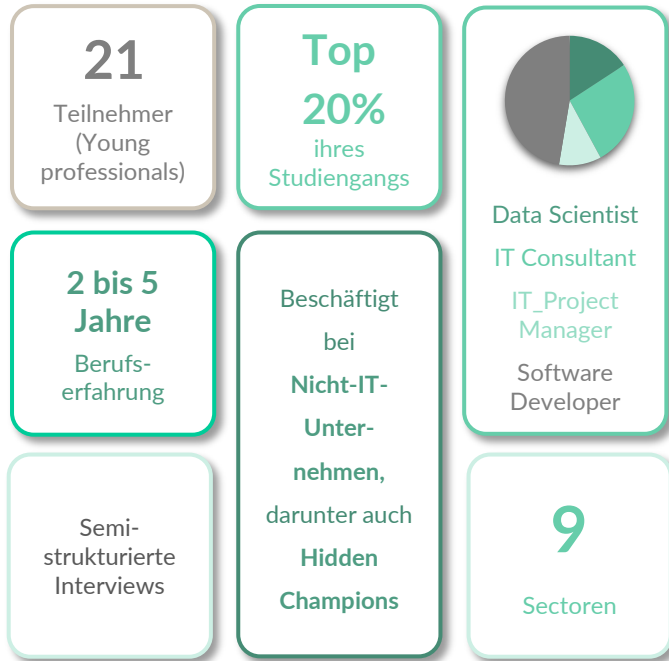 21
Teilnehmer
(Young
professionals)
Top
20%
ihres
Studiengangs
Data Scientist
IT Consultant
IT_Project
Manager
Software
Developer
2 bis 5
Jahre
Berufs-
erfahrung
Beschäftigt
bei
Nicht-IT-
Unter-
nehmen,
darunter auch
Hidden
Champions
Semi-
strukturierte
Interviews
9
Sectoren